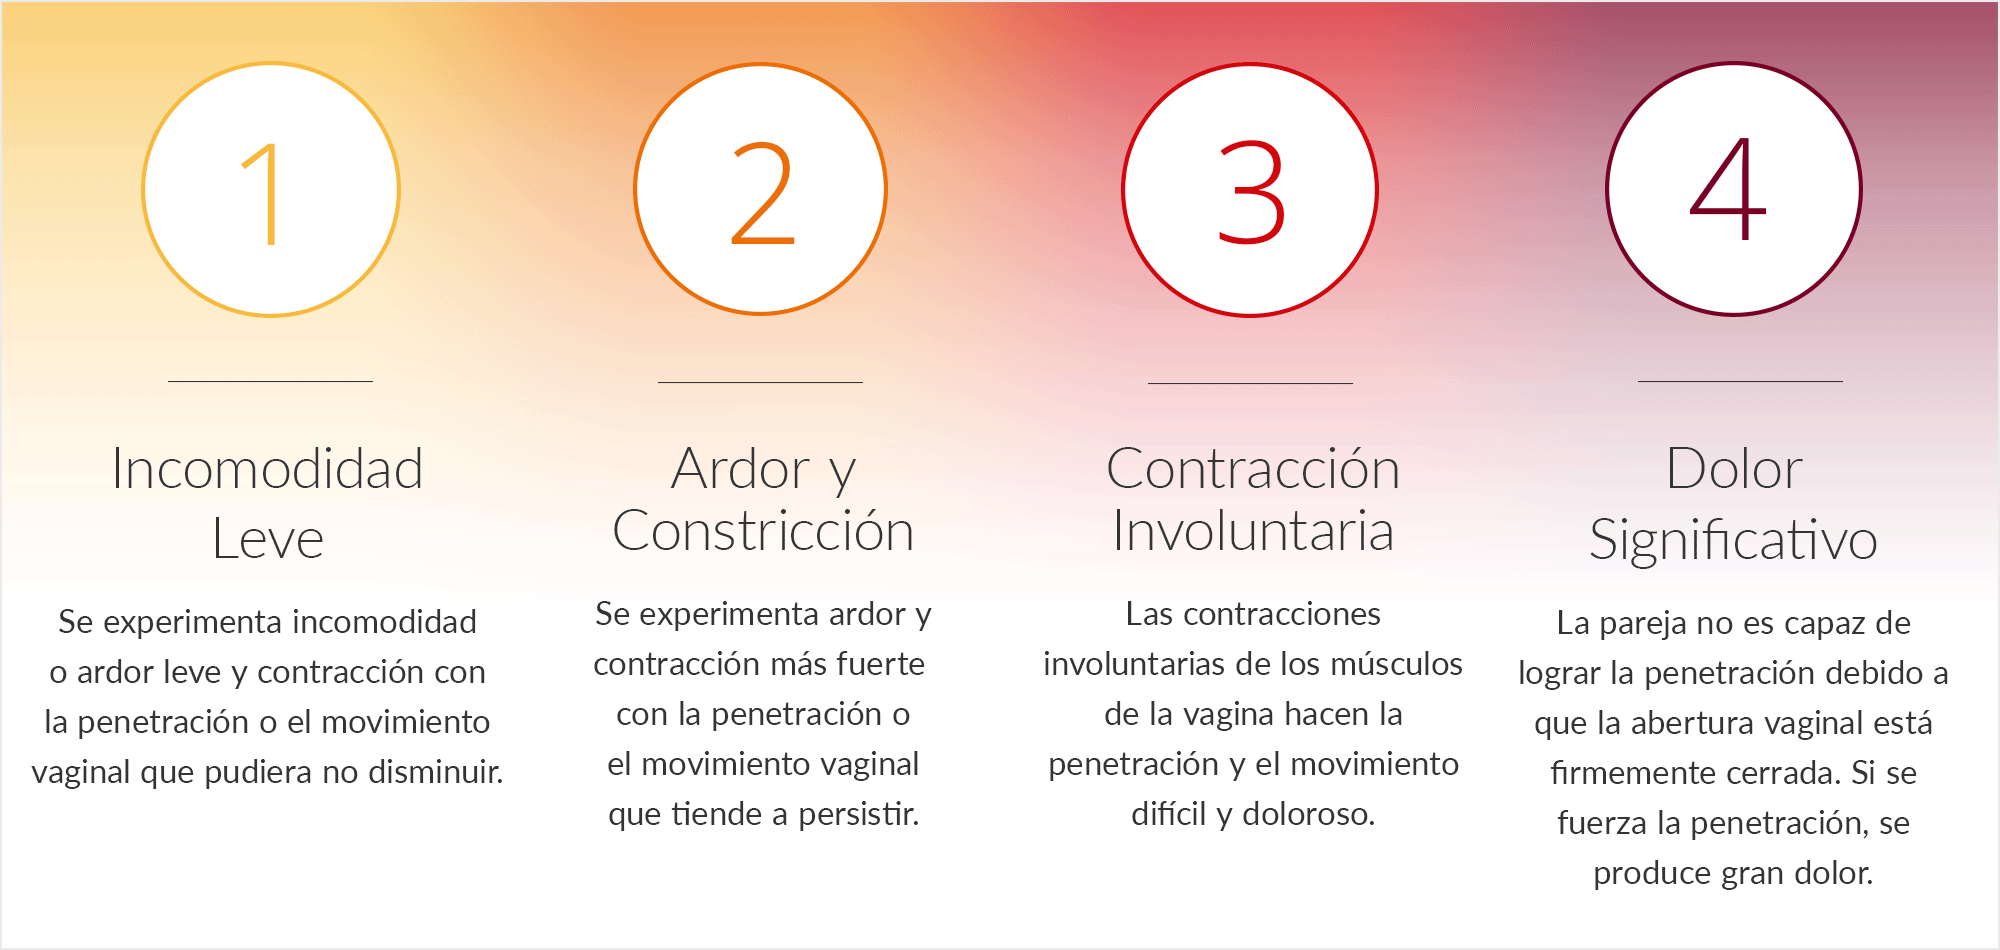 1
Incomodidad
Leve
Se experimenta incomodidad
o ardor leve y contracción con
la penetración o el movimiento
vaginal que pudiera no disminuir.
2
Ardor y
Constricción
Se experimenta ardor y
contracción más fuerte
con la penetración o
el movimiento vaginal
que tiende a persistir.
3
Contracción
Involuntaria
Las contracciones
involuntarias de los músculos
de la vagina hacen la
penetración y el movimiento
difícil y doloroso.
4
Dolor
Significativo
La pareja no es capaz de
lograr la penetración debido a
que la abertura vaginal está
firmemente cerrada. Si se
fuerza la penetración, se
produce gran dolor.